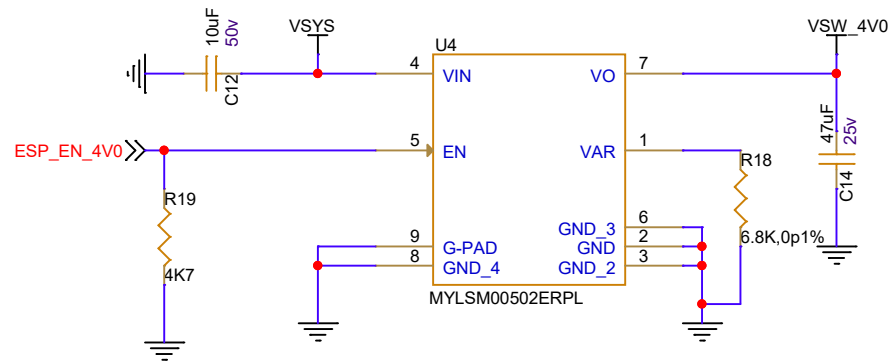 10uF
50v
C12
VSYS
U4
VSW_4V0
4
VIN
VO
7
47uF
25v
C14
ESP_EN_4V0
5
EN
VAR
1
R18
R19
4K7
6.8K,0p1%
GND_3
6
9
G-PAD
GND
2
8
GND_4
GND_2
3
MYLSM00502ERPL